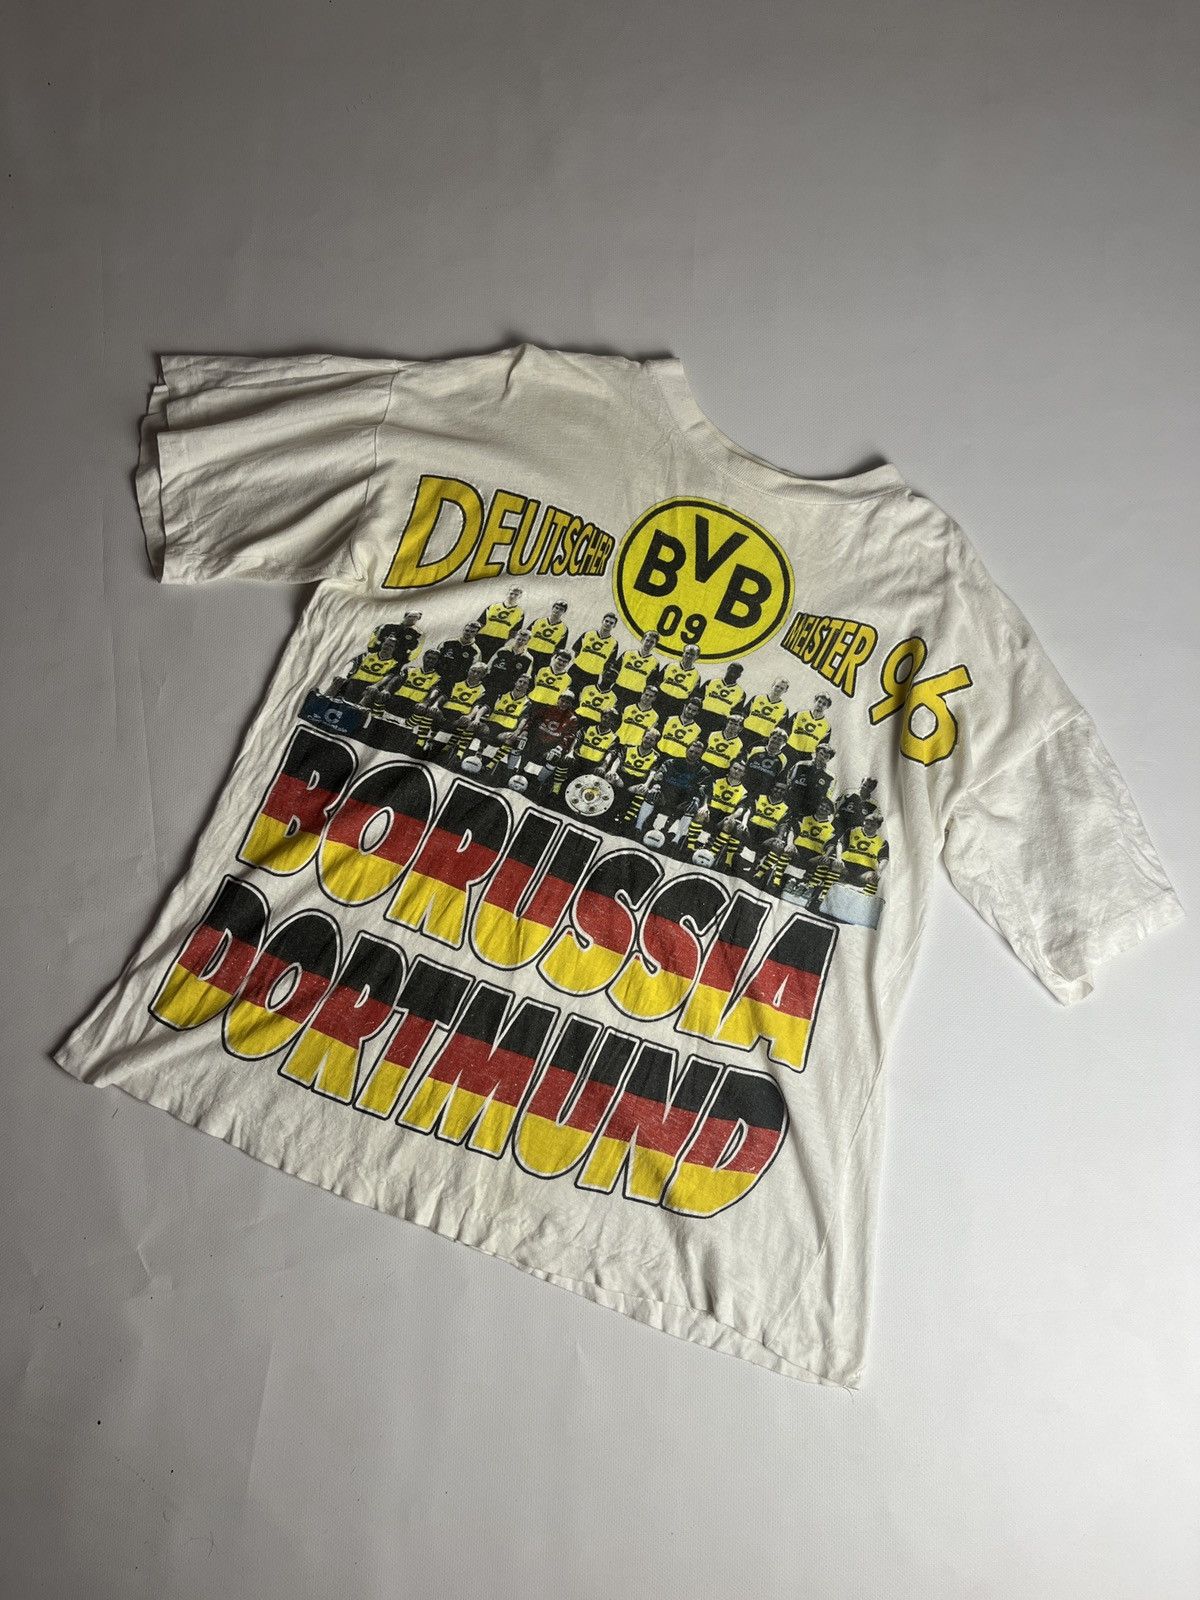 DEUTSCHER
BVB
09
MEISTER 96
BORUSSIA
DORTMUND